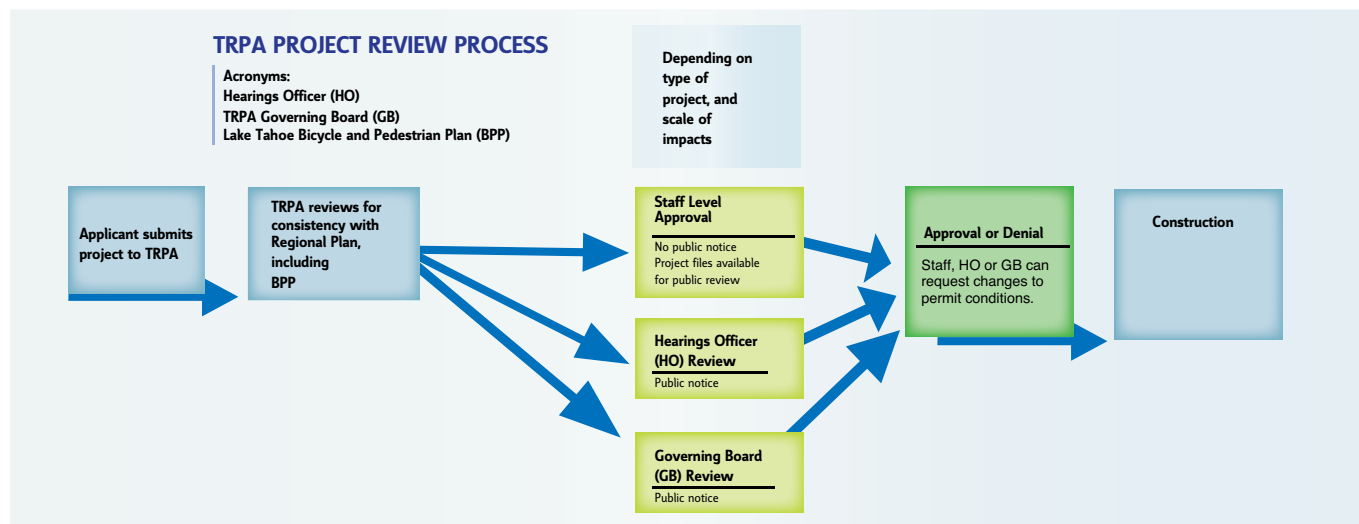 TRPA PROJECT REVIEW PROCESS
Acronyms:
Hearings Officer (HO)
TRPA Governing Board (GB)
Lake Tahoe Bicycle and Pedestrian Plan (BPP)
Depending on
type of
project, and
scale of
impacts
Applicant submits
project to TRPA
TRPA reviews for
consistency with
Regional Plan,
including
BPP
Staff Level
Approval
No public notice
Project files available
for public review
Hearings Officer
(HO) Review
Public notice
Governing Board
(GB) Review
Public notice
Approval or Denial
Staff, HO or GB can
request changes to
permit conditions.
Construction